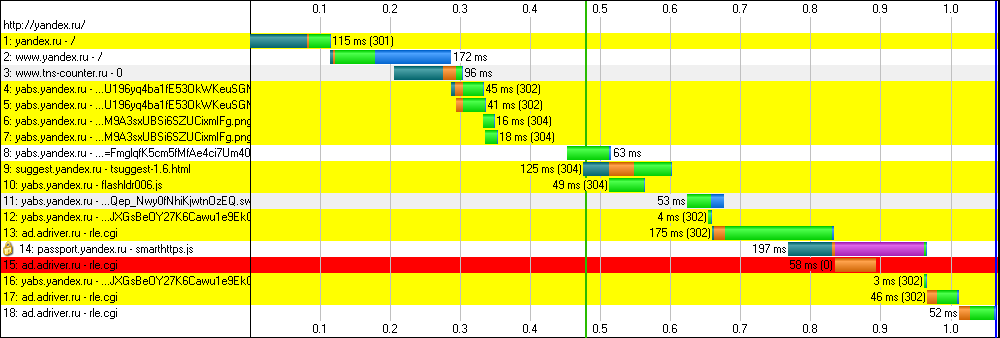 0.1 0.2 0.3 0.4 0.5 0.6 0.7 0.8 0.9 1.0
http://yandex.ru/
1: yandex.ru - / 115 ms (301)
2: www.yandex.ru - / 172 ms
3: www.tns-counter.ru - 0 96 ms
4: yabs.yandex.ru - ...U196yq4ba1fE53OkWKeuSGN 45 ms (302)
5: yabs.yandex.ru - ...U196yq4ba1fE53OkWKeuSGN 41 ms (302)
6: yabs.yandex.ru - ...M9A3sxUBSi6SZUCixmIFg.png 16 ms (304)
7: yabs.yandex.ru - ...M9A3sxUBSi6SZUCixmIFg.png 18 ms (304)
8: yabs.yandex.ru - ...=FmglqfK5cm5fMfAe4ci7Um40 63 ms
9: suggest.yandex.ru - tsuggest-1.6.html 125 ms (304)
10: yabs.yandex.ru - flashldr006.js 49 ms (304)
11: yabs.yandex.ru - ...Qep_Nwy0fNhiKjwtnOzEQ.sw 53 ms
12: yabs.yandex.ru - ...JXGsBeOY27K6Cawu1e9EkO 4 ms (302)
13: ad.adriver.ru - rle.cgi 175 ms (302)
14: passport.yandex.ru - smarthttps.js 197 ms
15: ad.adriver.ru - rle.cgi 58 ms (0)
16: yabs.yandex.ru - ...JXGsBeOY27K6Cawu1e9EkO 3 ms (302)
17: ad.adriver.ru - rle.cgi 46 ms (302)
18: ad.adriver.ru - rle.cgi 52 ms
0.1 0.2 0.3 0.4 0.5 0.6 0.7 0.8 0.9 1.0